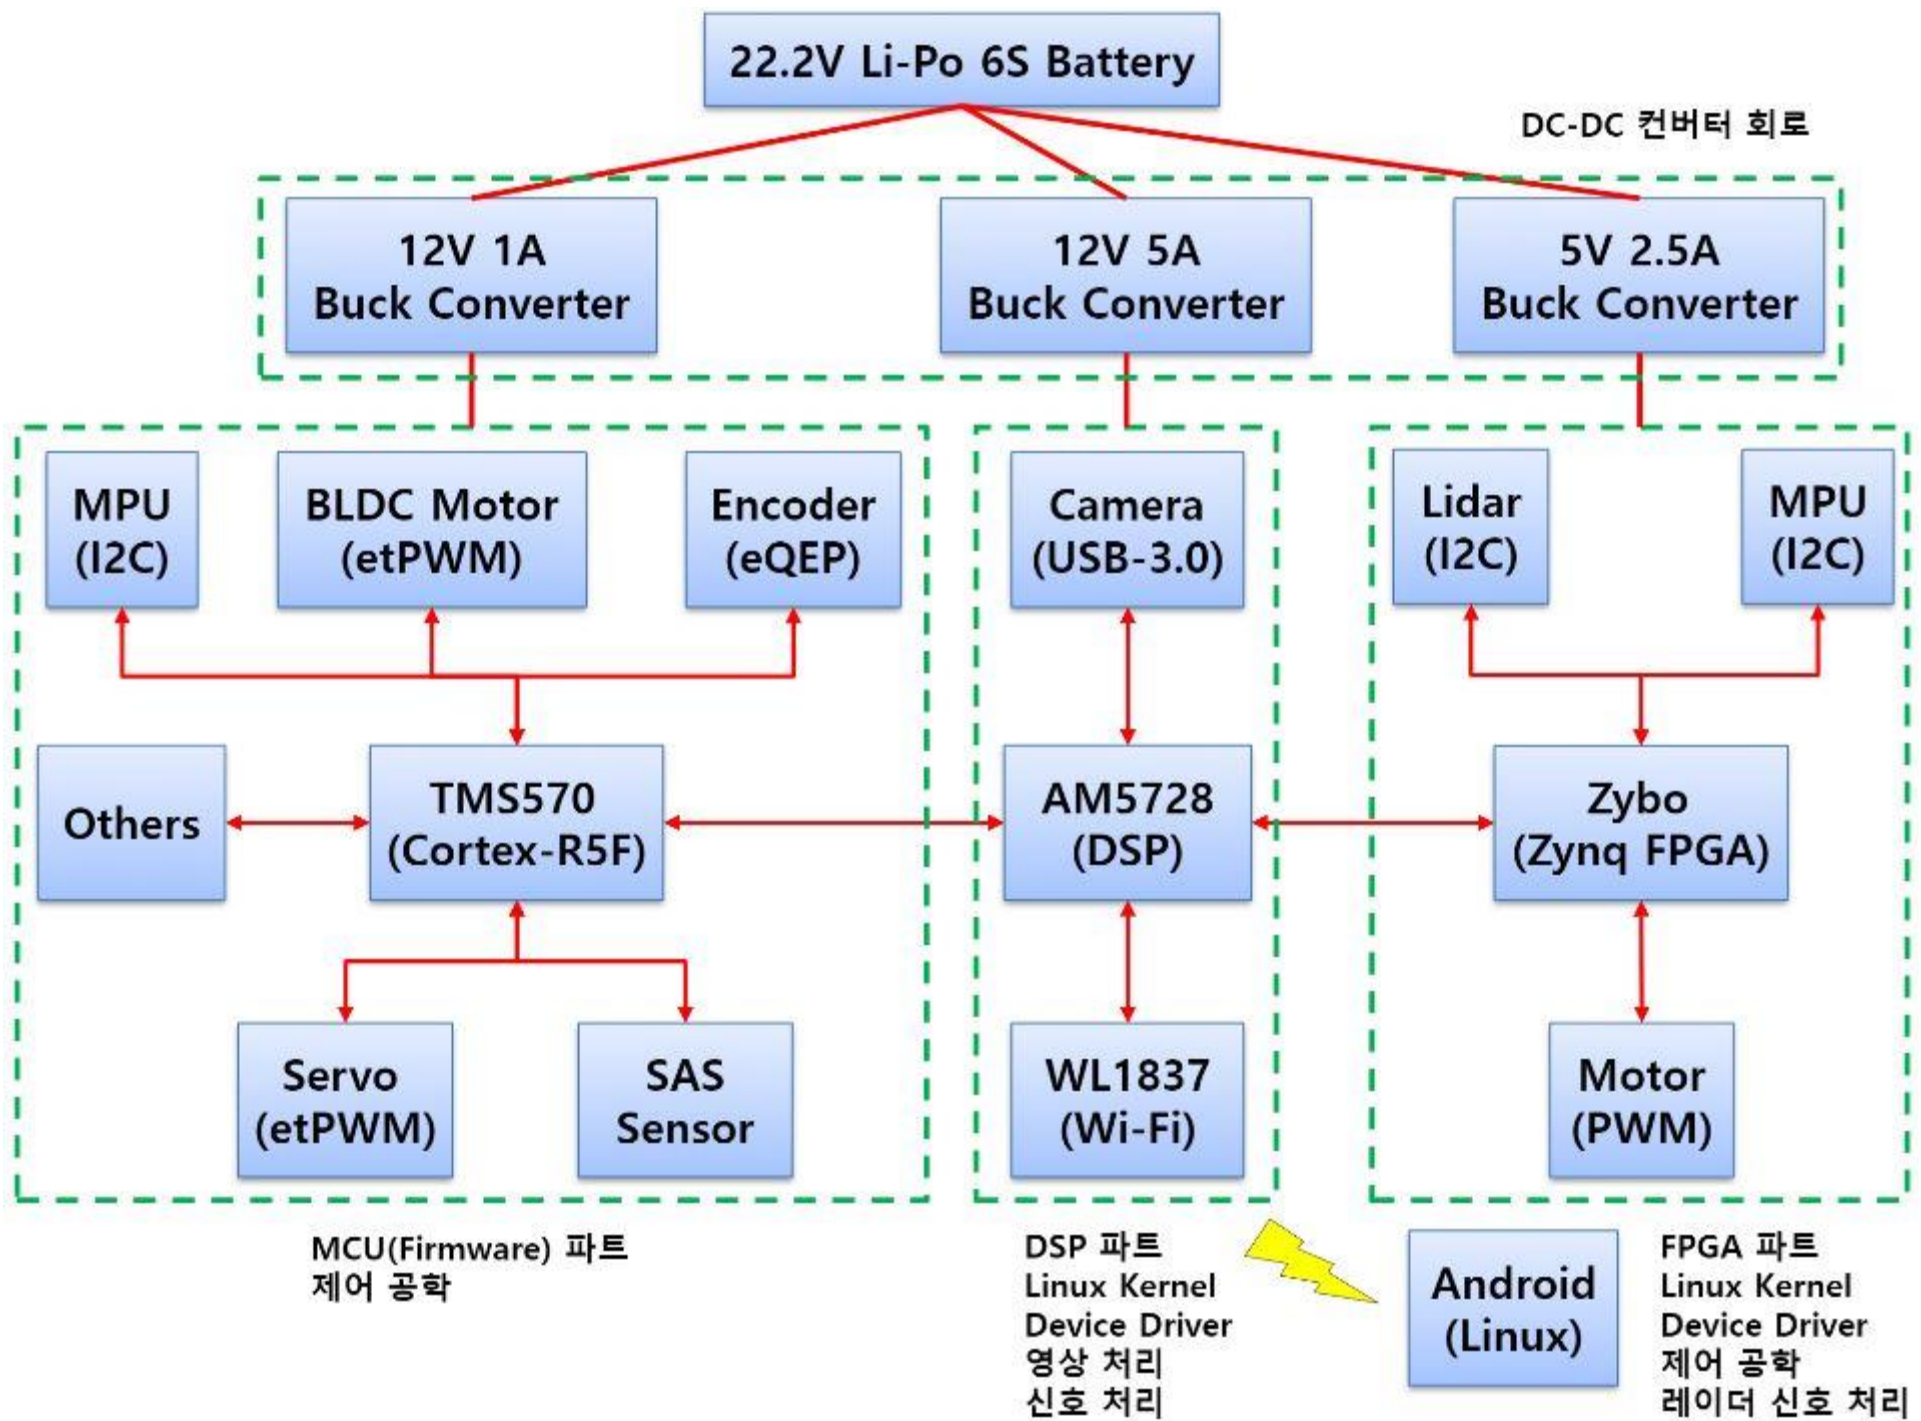 22.2V Li-Po 6S Battery
DC-DC 컨버터 회로
12V 1A
Buck Converter
12V 5A
Buck Converter
5V 2.5A
Buck Converter
MPU
(I2C)
BLDC Motor
(etPWM)
Encoder
(eQEP)
Camera
(USB-3.0)
Lidar
(I2C)
MPU
(I2C)
Others
TMS570
(Cortex-R5F)
AM5728
(DSP)
Zybo
(Zynq FPGA)
Servo
(etPWM)
SAS
Sensor
WL1837
(Wi-Fi)
Motor
(PWM)
MCU(Firmware) 파트
제어 공학
DSP 파트
Linux Kernel
Device Driver
영상 처리
신호 처리
Android
(Linux)
FPGA 파트
Linux Kernel
Device Driver
제어 공학
레이더 신호 처리